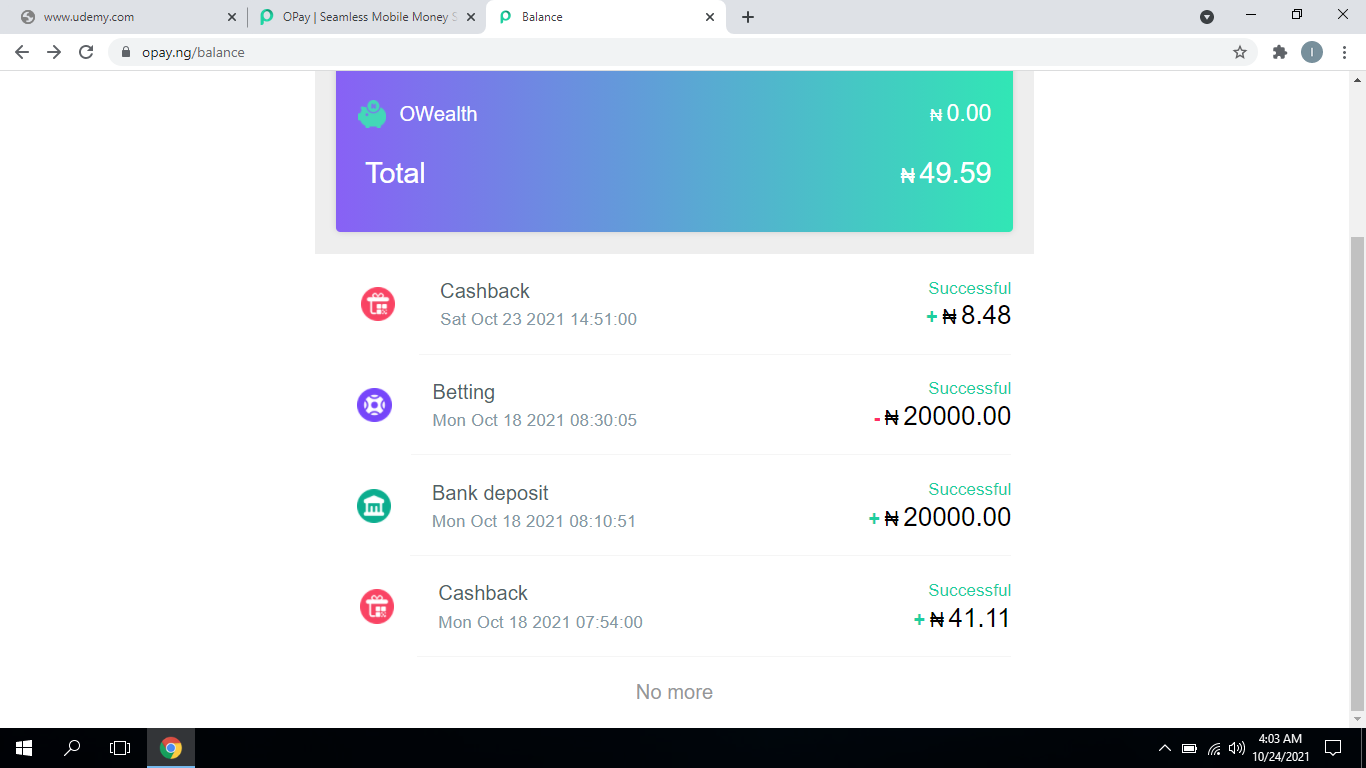 www.udemy.com
OPay | Seamless Mobile Money S
Balance
opay.ng/balance
I
OWealth ₦0.00
Total ₦49.59
Cashback Successful
Sat Oct 23 2021 14:51:00 +₦8.48
Betting Successful
Mon Oct 18 2021 08:30:05 -₦20000.00
Bank deposit Successful
Mon Oct 18 2021 08:10:51 +₦20000.00
Cashback Successful
Mon Oct 18 2021 07:54:00 +₦41.11
No more
4:03 AM
10/24/2021